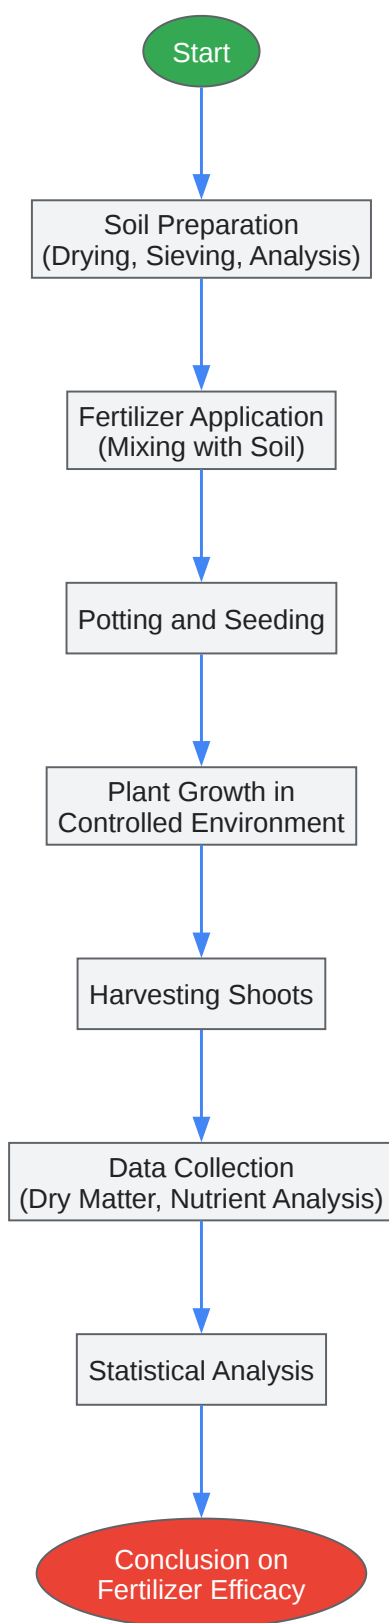 Start
Soil Preparation
(Drying, Sieving, Analysis)
Fertilizer Application
(Mixing with Soil)
Potting and Seeding
Plant Growth in
Controlled Environment
Harvesting Shoots
Data Collection
(Dry Matter, Nutrient Analysis)
Statistical Analysis
Conclusion on
Fertilizer Efficacy